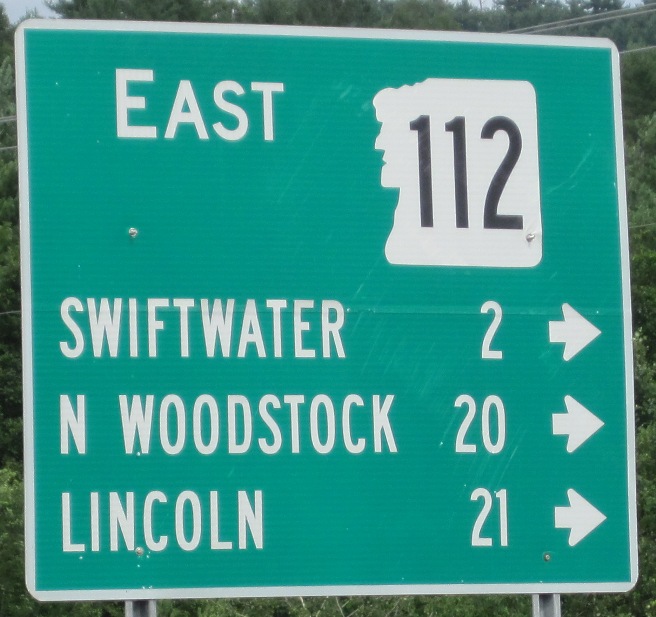 EAST 112
SWIFTWATER 2
N WOODSTOCK 20
LINCOLN 21